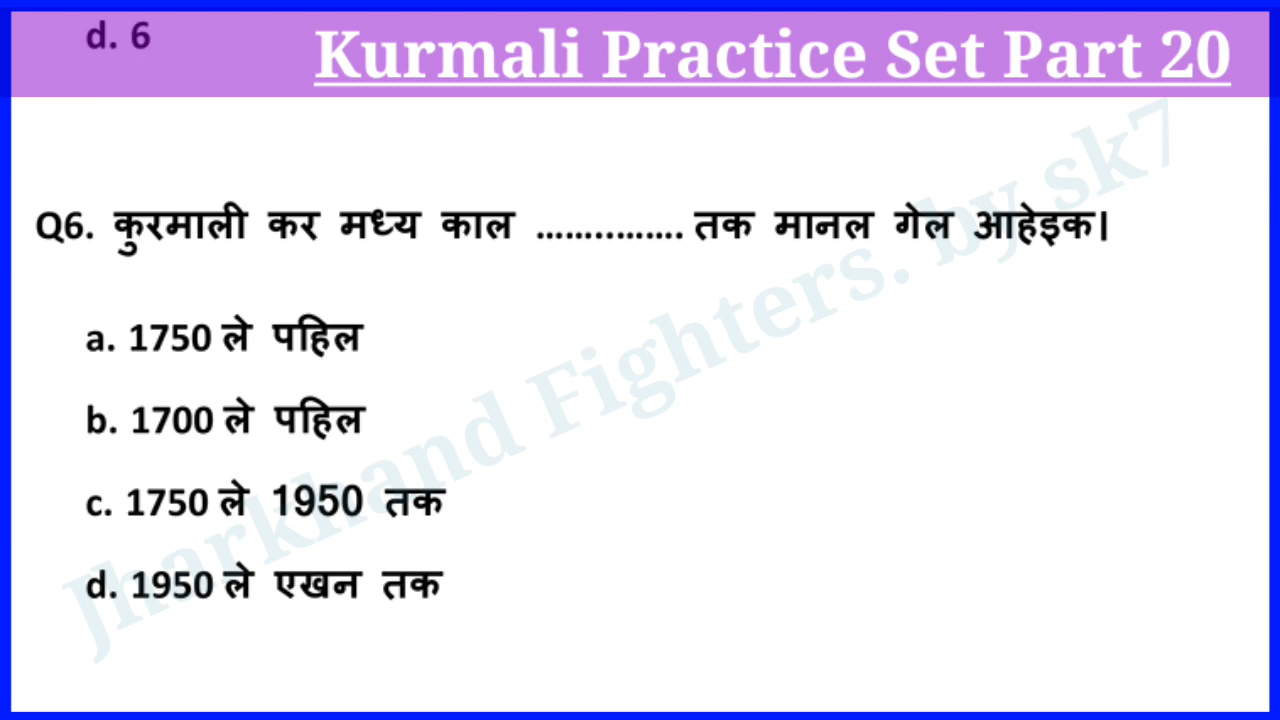 d. 6
Kurmali Practice Set Part 20
Q6. कुरमाली कर मध्य काल ................ तक मानल गेल आहेइक।
a. 1750 ले पहिल
b. 1700 ले पहिल
c. 1750 ले 1950 तक
d. 1950 ले एखन तक
Jharkhand Fighters. by sk7